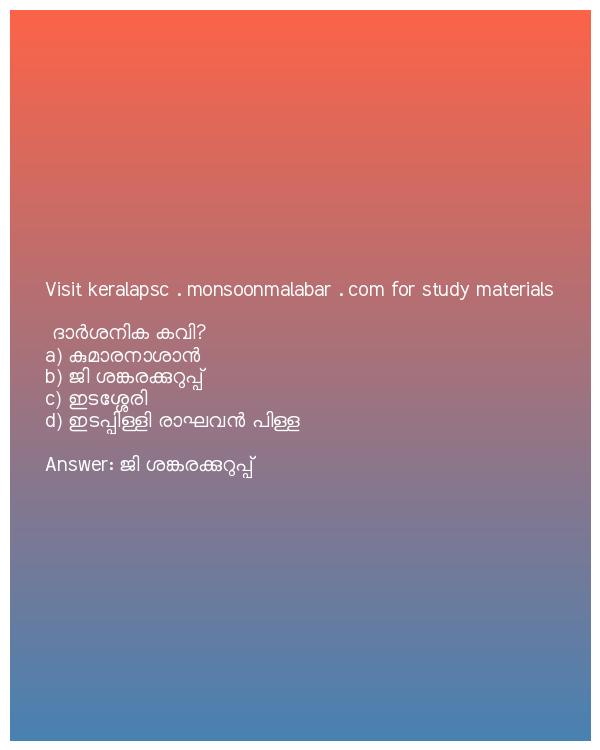 Visit keralapsc . monsoonmalabar . com for study materials
ദാർശനിക കവി?
a) കുമാരനാശാൻ
b) ജി ശങ്കരക്കുറുപ്പ്
c) ഇടശ്ശേരി
d) ഇടപ്പിള്ളി രാഘവൻ പിള്ള
Answer: ജി ശങ്കരക്കുറുപ്പ്